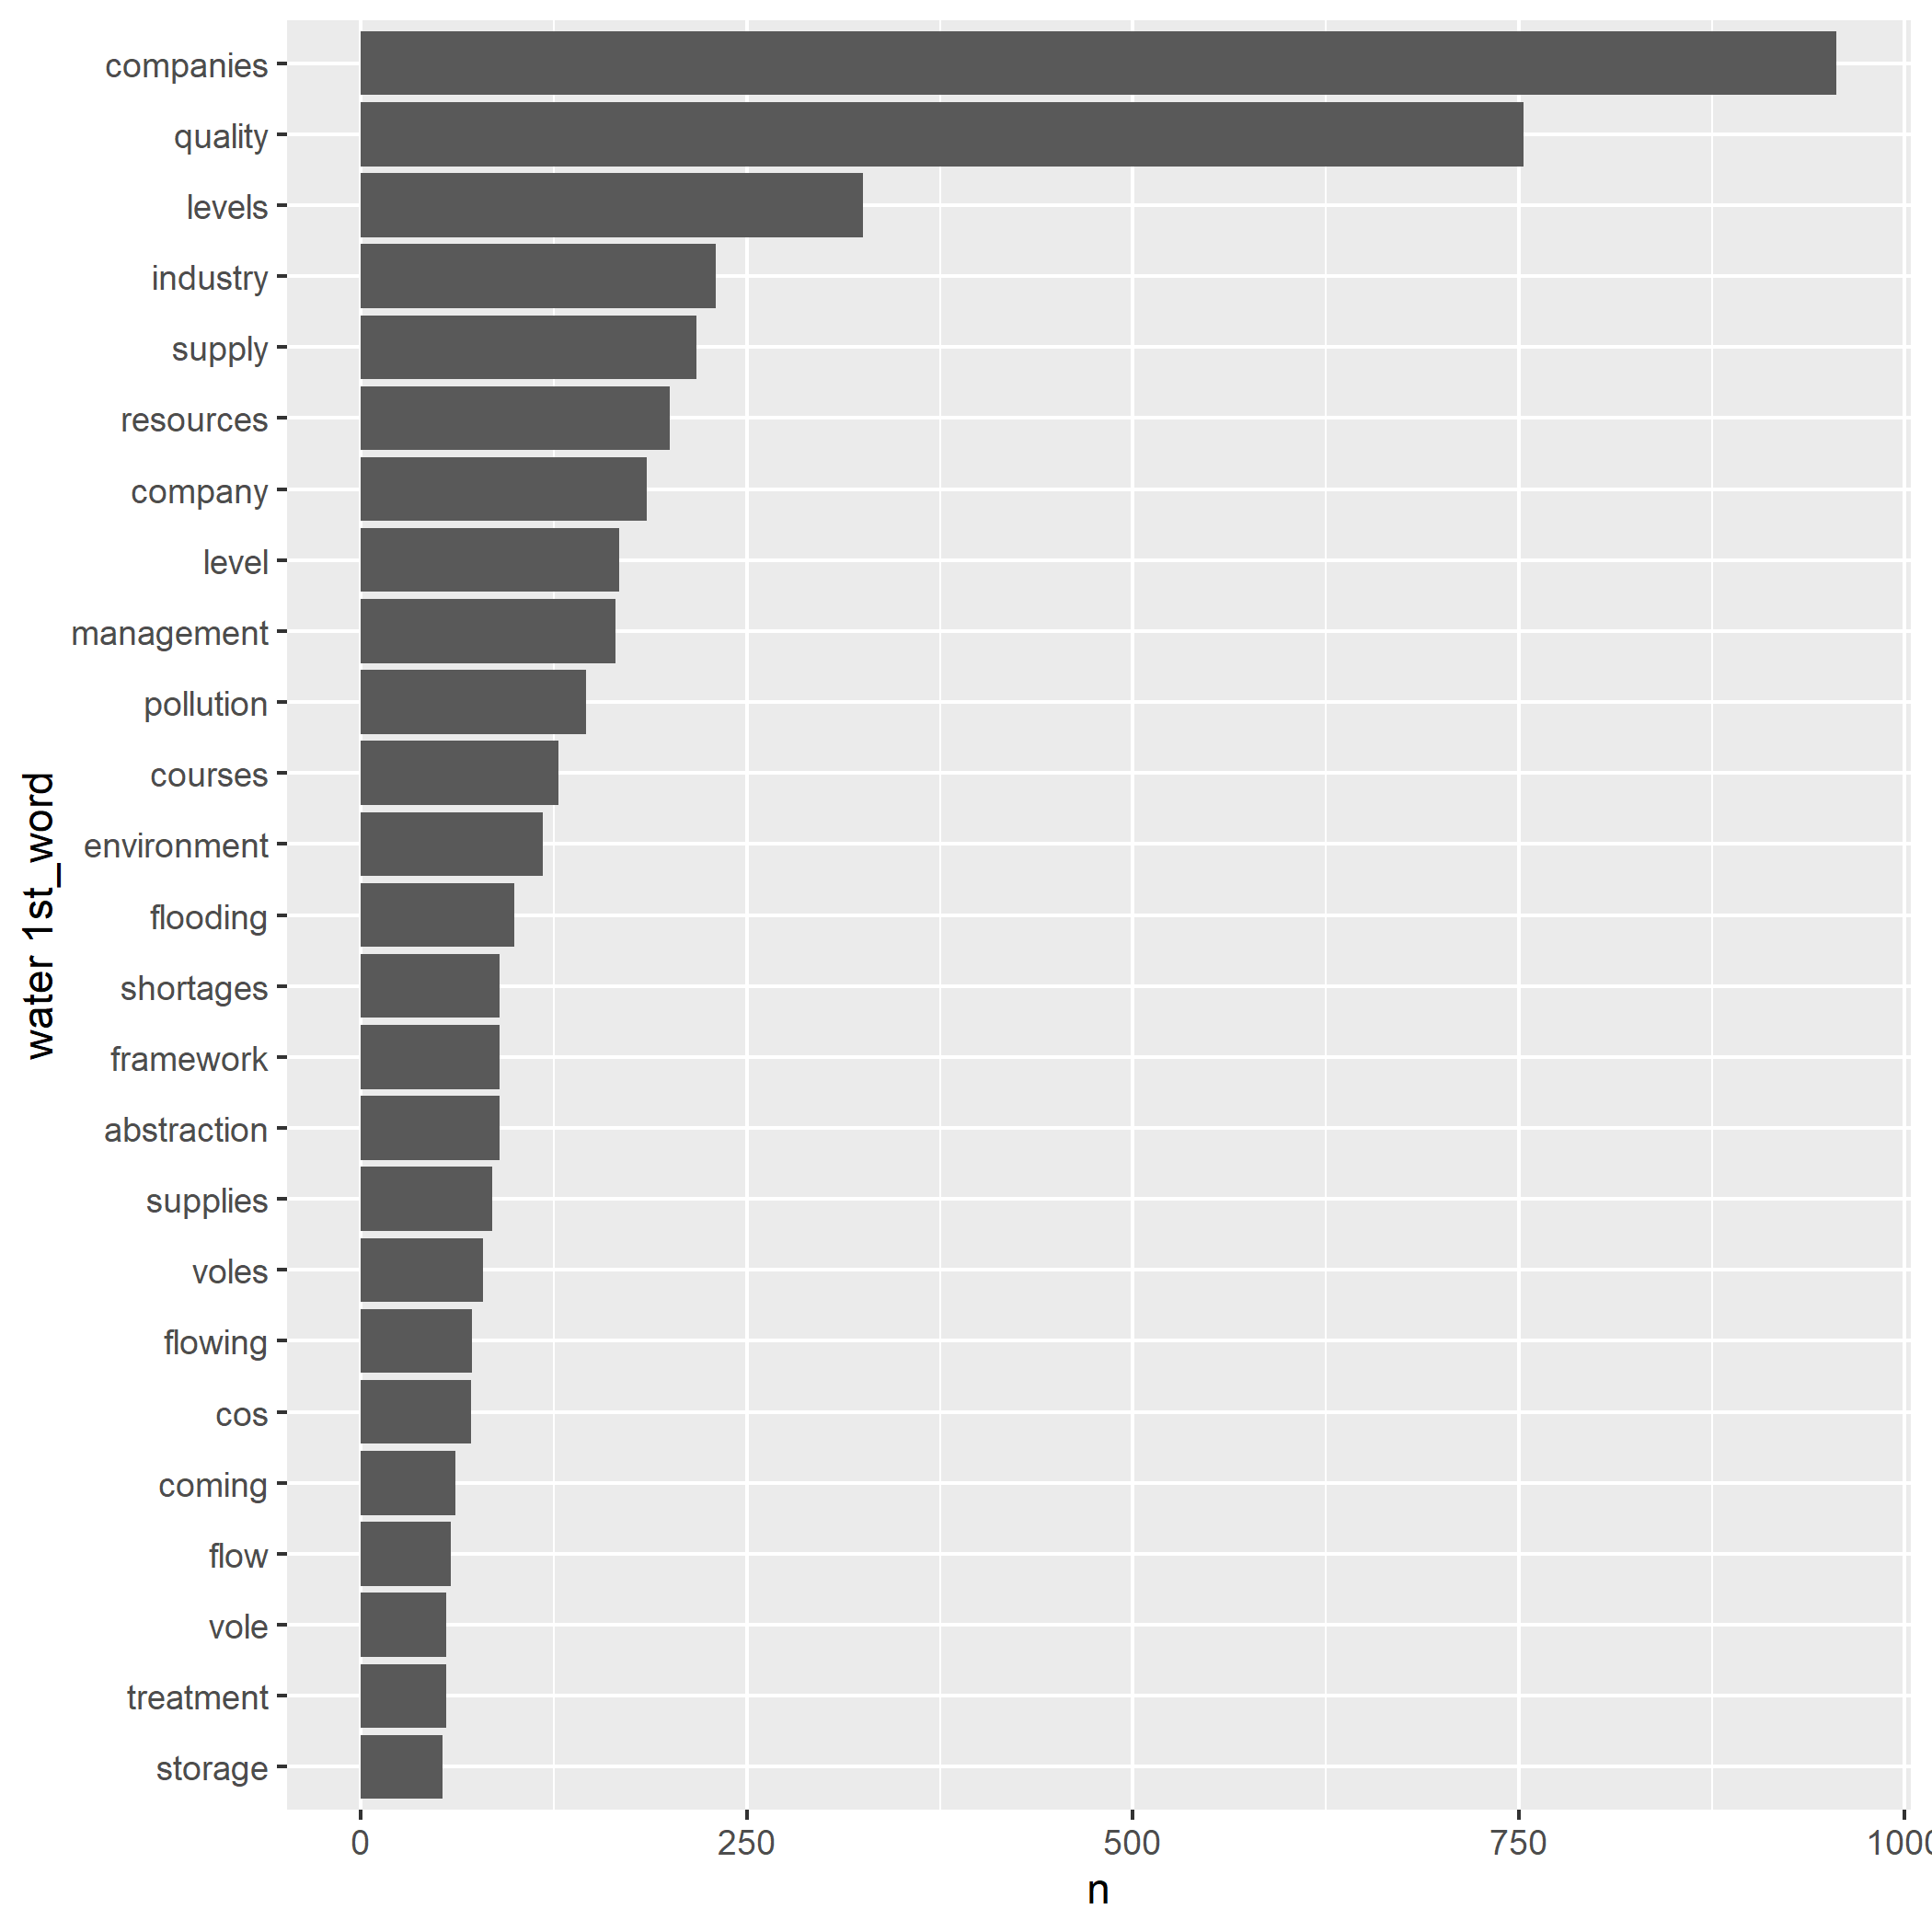 companies
quality
levels
industry
supply
resources
company
level
management
pollution
courses
environment
flooding
shortages
framework
abstraction
supplies
voles
flowing
cos
coming
flow
vole
treatment
storage
water 1st_word
0 250 500 750 1000
n